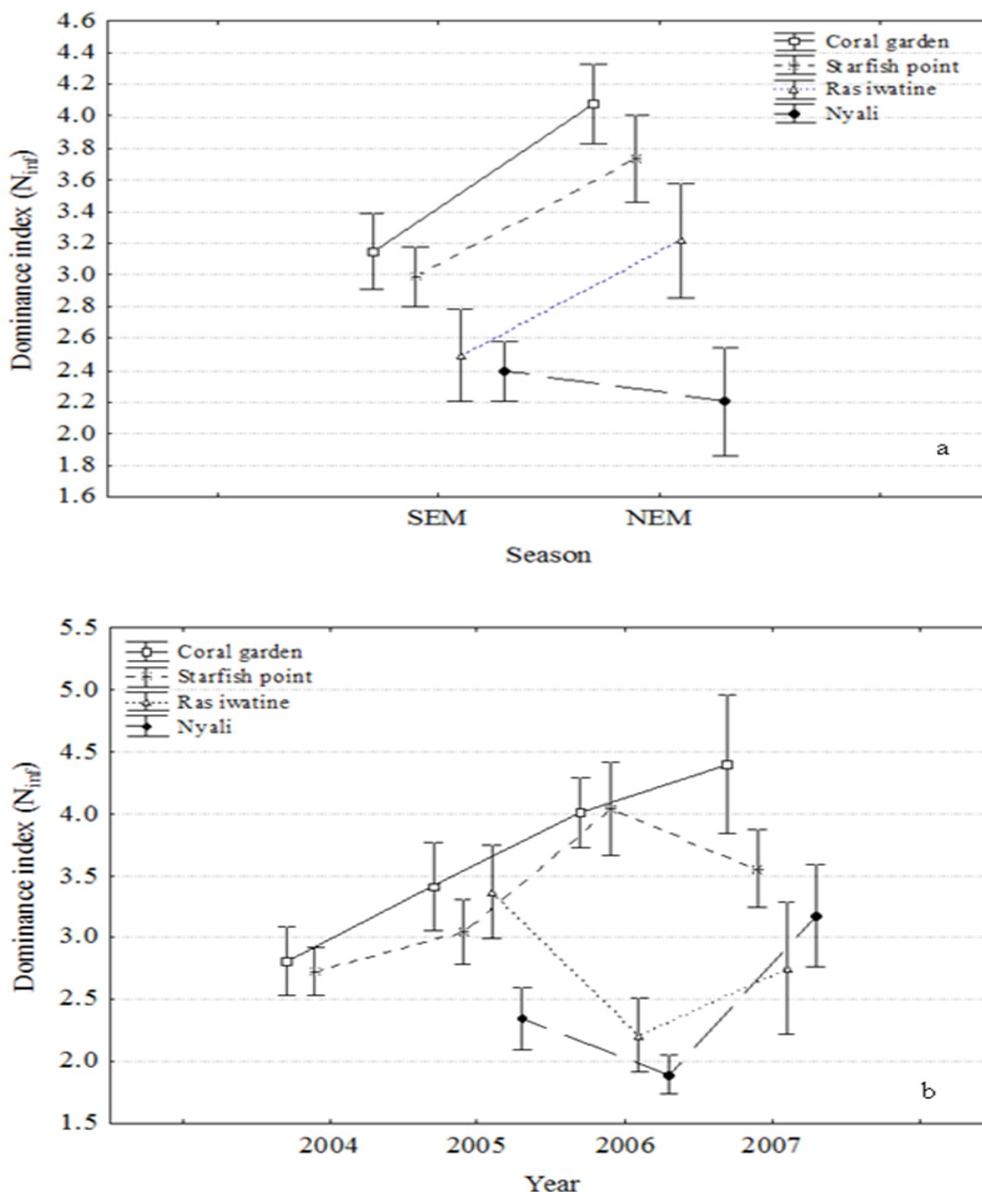 4.6
4.4
4.2
4.0
3.8
3.6
3.4
3.2
3.0
2.8
2.6
2.4
2.2
2.0
1.8
1.6
Dominance index (Ninf)
Coral garden
Starfish point
Ras iwatine
Nyali
a
SEM NEM
Season
5.5
5.0
4.5
4.0
3.5
3.0
2.5
2.0
1.5
Dominance index (Ninf)
Coral garden
Starfish point
Ras iwatine
Nyali
b
2004 2005 2006 2007
Year